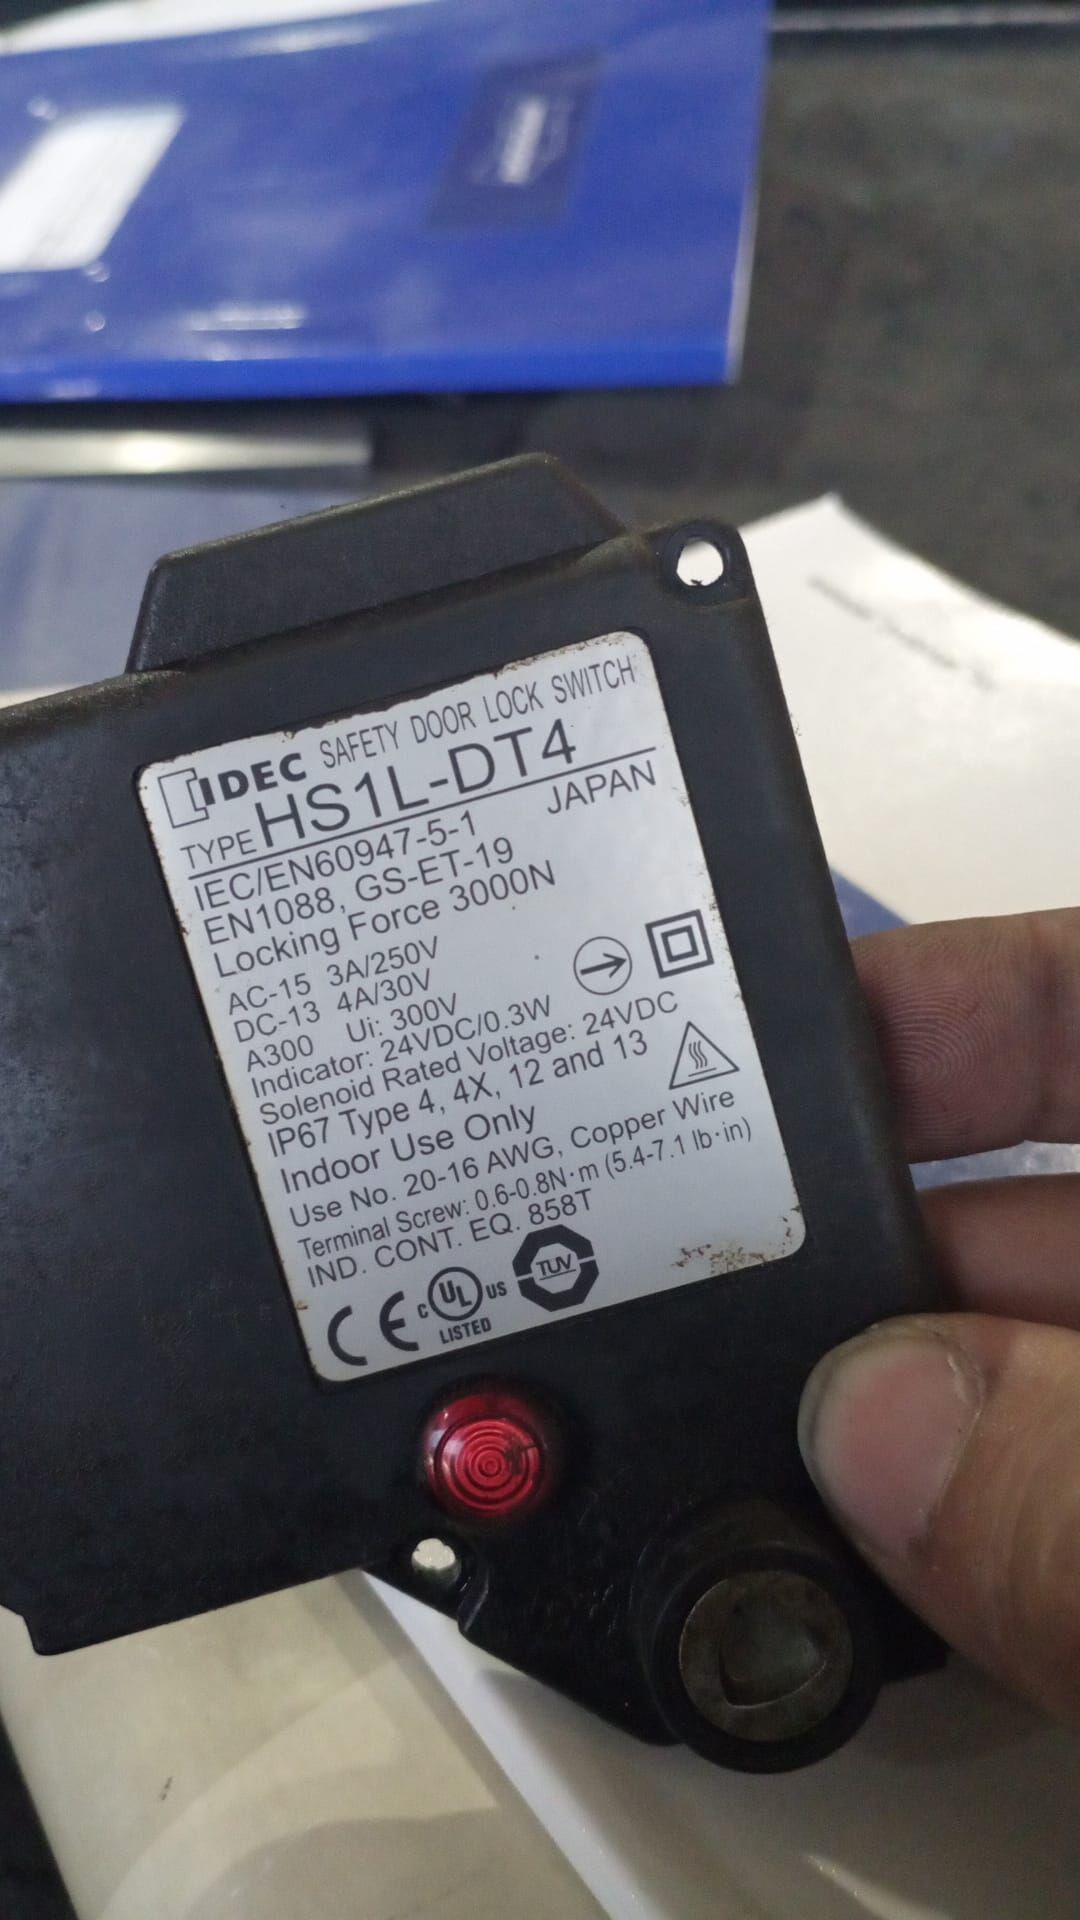 IDEC SAFETY DOOR LOCK SWITCH
TYPE HS1L-DT4
JAPAN
IEC/EN60947-5-1
EN1088, GS-ET-19
Locking Force 3000N
AC-15 3A/250V
DC-13 4A/30V
A300 Ui: 300V
Indicator: 24VDC/0.3W
Solenoid Rated Voltage: 24VDC
IP67 Type 4, 4X, 12 and 13
Indoor Use Only
Use No. 20-16 AWG, Copper Wire
Terminal Screw: 0.6-0.8N·m (5.4-7.1 lb·in)
IND. CONT. EQ. 858T
CE C UL US LISTED TUV